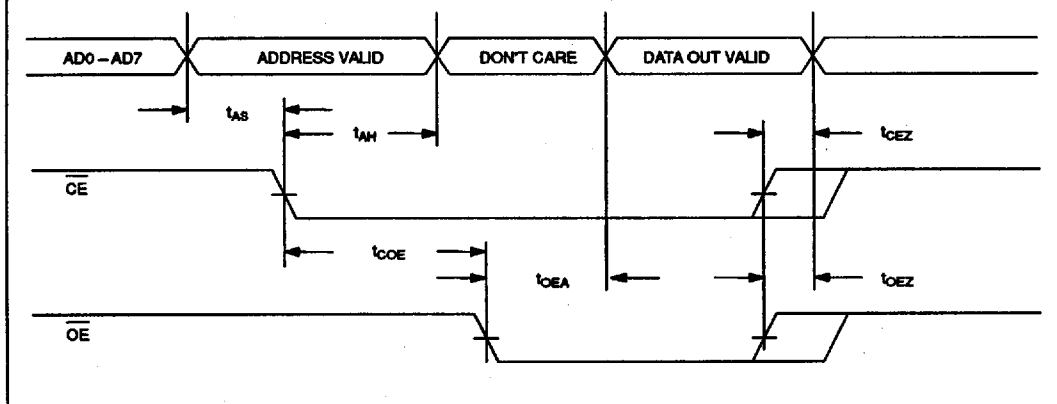 AD0 – AD7 ADDRESS VALID DON'T CARE DATA OUT VALID
tAS
tAH
tCEZ
CE
tCOE
tOEA
tOEZ
OE